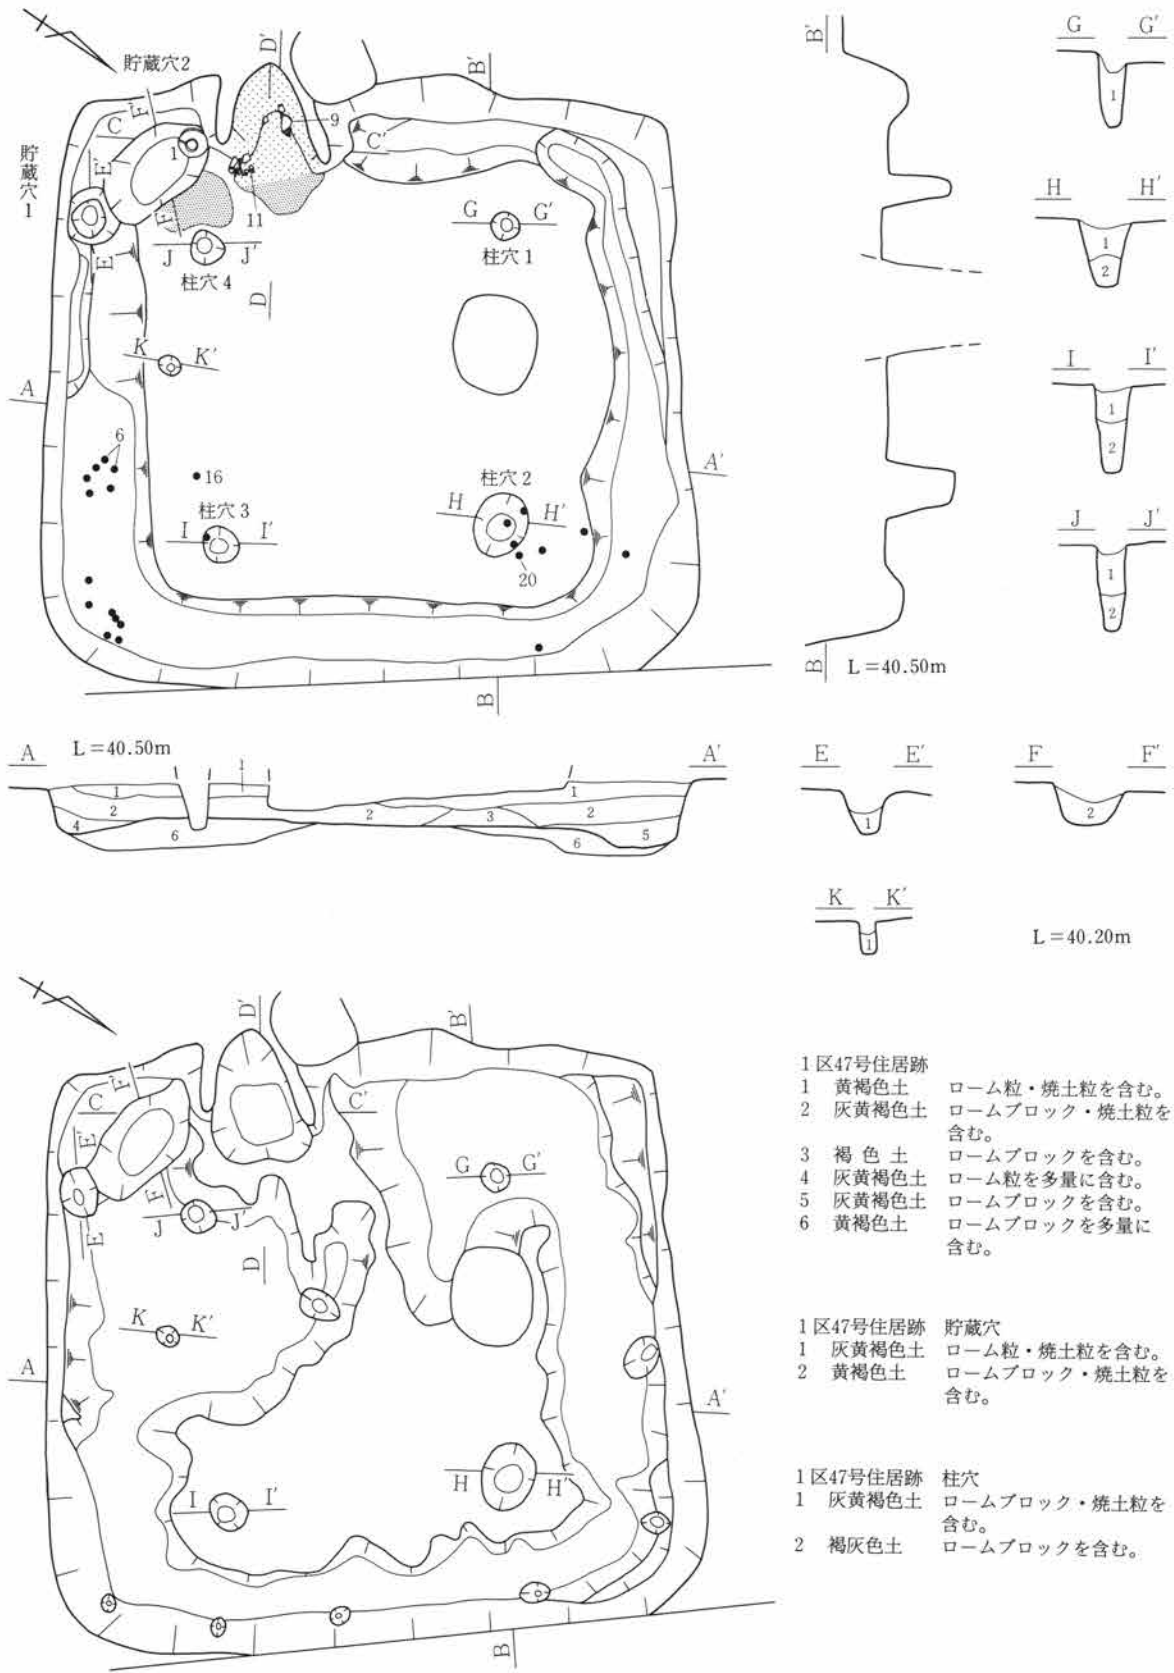 貯蔵穴2
D'
B'
F'
C
1
9
C'
貯蔵穴1
E'
E
F
11
G
G'
柱穴1
J
J'
柱穴4
D
K
K'
A
6
16
柱穴3
I
I'
柱穴2
H
H'
20
A'
B
B'
B
L=40.50m
G
G'
1
H
H'
1
2
I
I'
1
2
J
J'
1
2
A
L=40.50m
A'
1
1
1
2
2
3
2
4
6
6
5
E
E'
1
F
F'
2
K
K'
1
L=40.20m
D'
B'
F'
C
C'
E'
E
F
G
G'
J
J'
D
K
K'
A
A'
I
I'
H
H'
B
1区47号住居跡
1 黄褐色土 ローム粒・焼土粒を含む。
2 灰黄褐色土 ロームブロック・焼土粒を
含む。
3 褐色土 ロームブロックを含む。
4 灰黄褐色土 ローム粒を多量に含む。
5 灰黄褐色土 ロームブロックを含む。
6 黄褐色土 ロームブロックを多量に
含む。
1区47号住居跡 貯蔵穴
1 灰黄褐色土 ローム粒・焼土粒を含む。
2 黄褐色土 ロームブロック・焼土粒を
含む。
1区47号住居跡 柱穴
1 灰黄褐色土 ロームブロック・焼土粒を
含む。
2 褐灰色土 ロームブロックを含む。